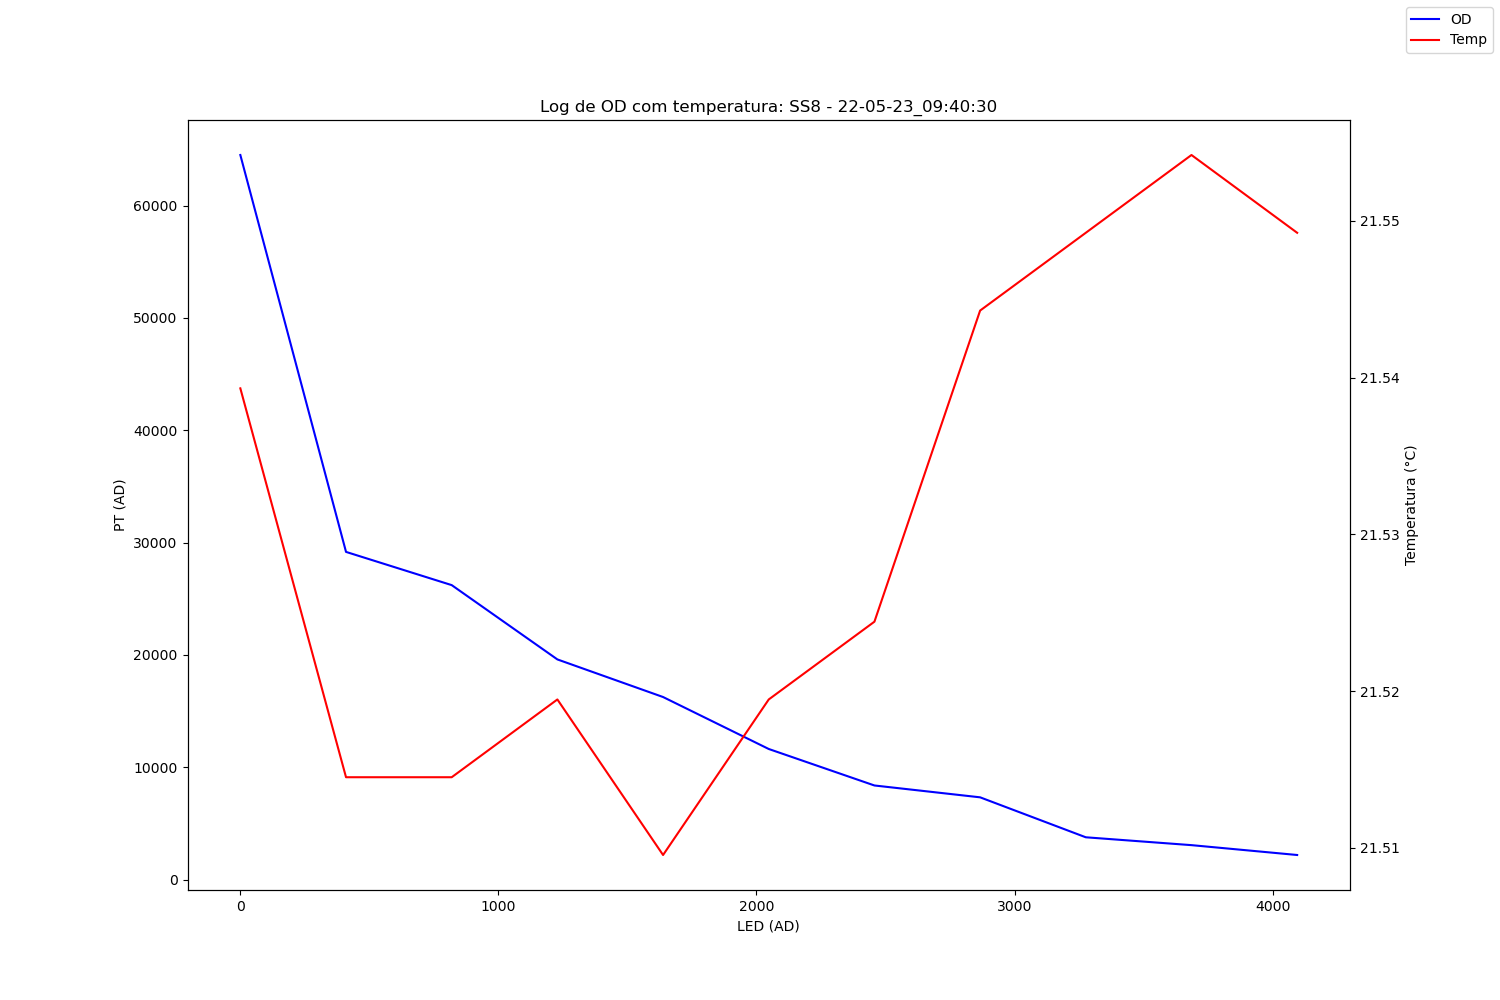 OD
Temp
Log de OD com temperatura: SS8 - 22-05-23_09:40:30
60000
50000
40000
30000
20000
10000
0
PT (AD)
21.55
21.54
21.53
21.52
21.51
Temperatura (°C)
0 1000 2000 3000 4000
LED (AD)